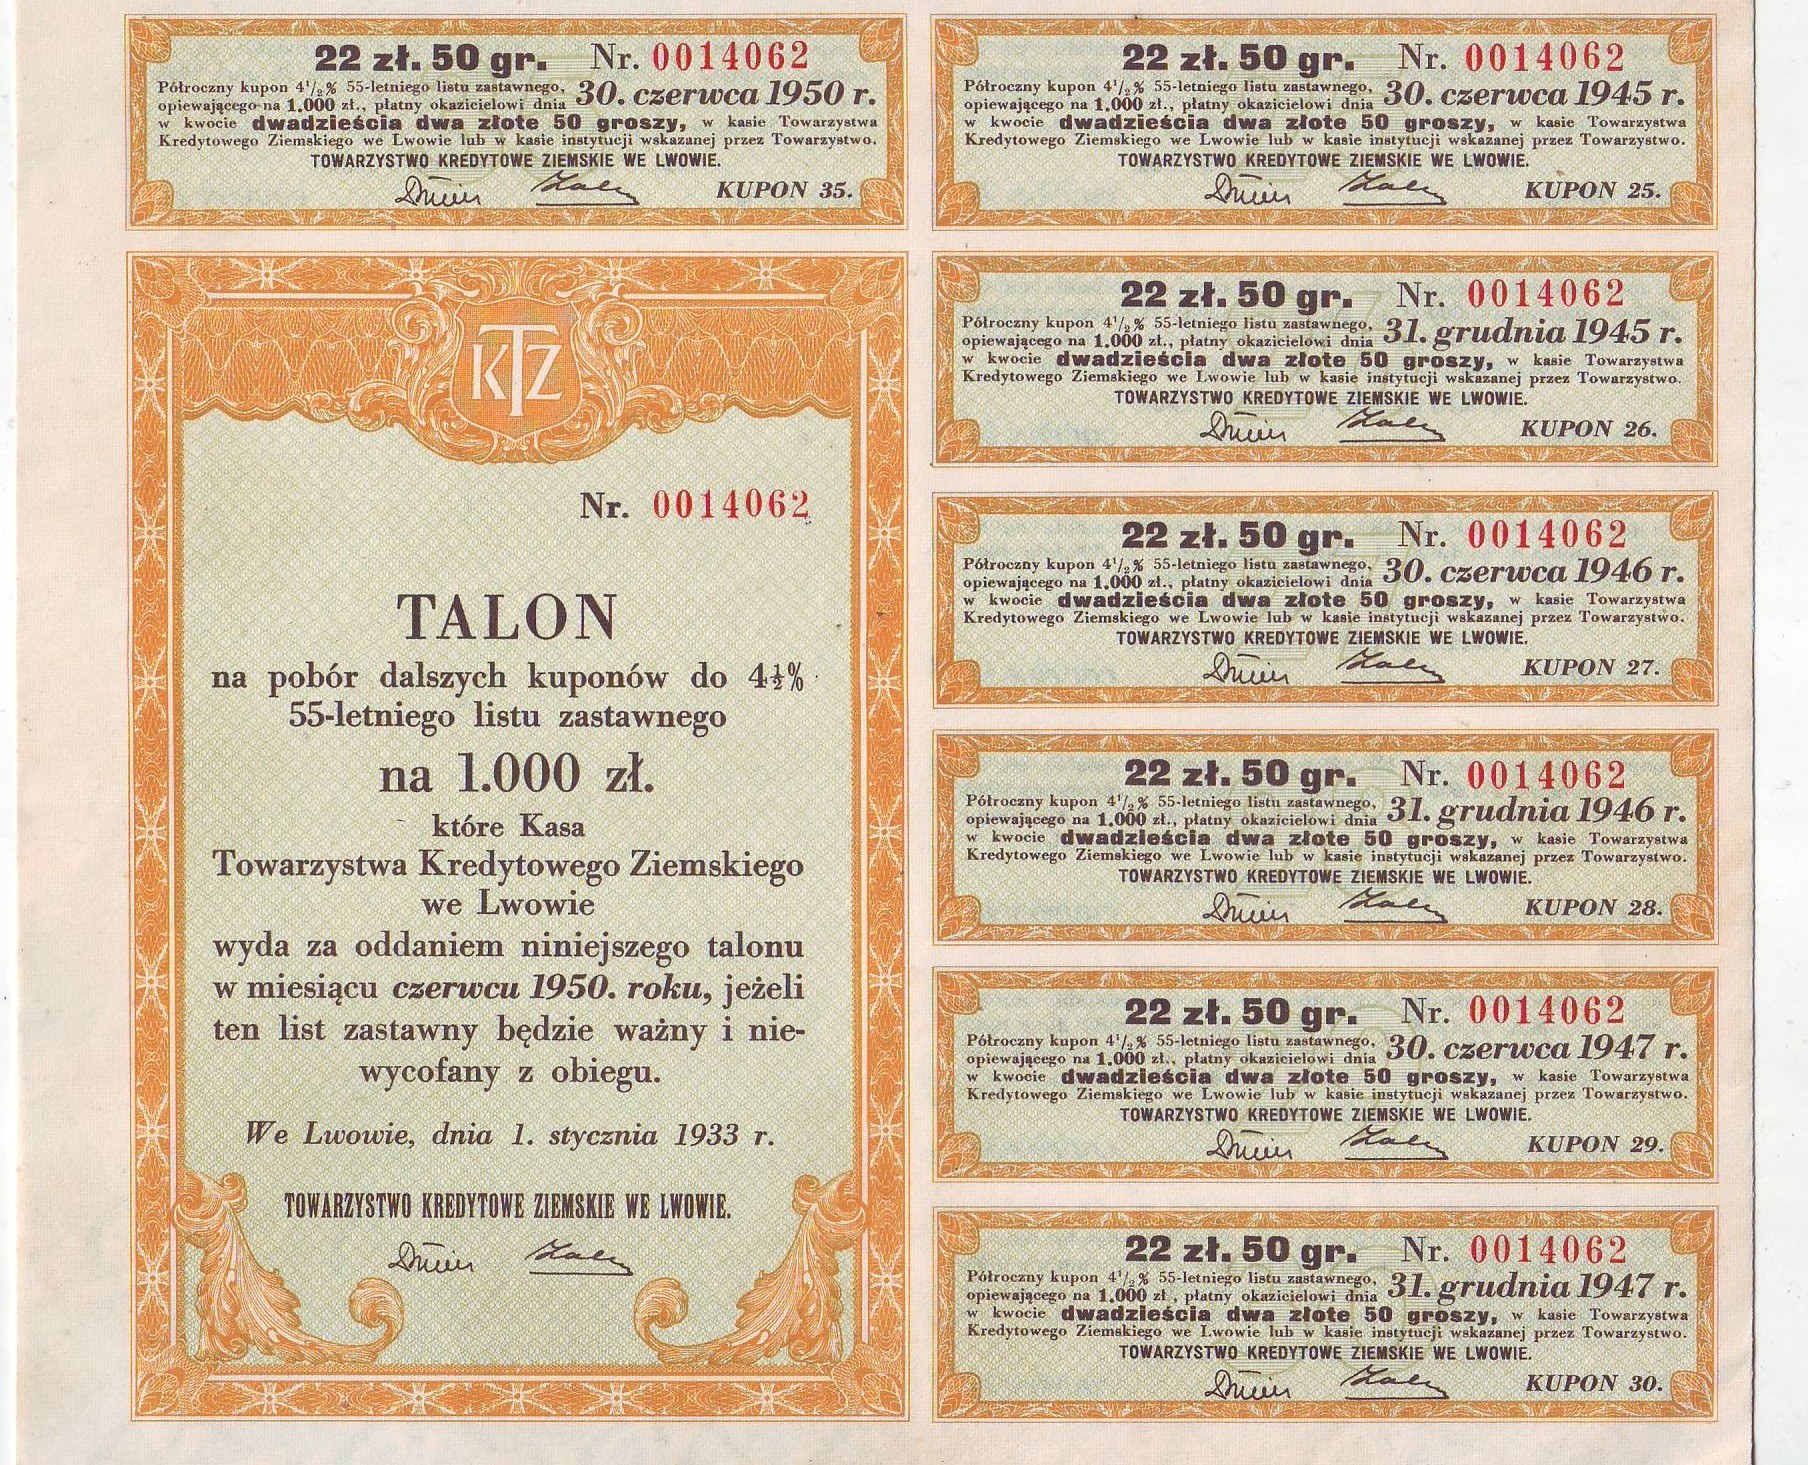 22 zł. 50 gr. Nr. 0014062
Półroczny kupon 4¹/₂% 55-letniego listu zastawnego,
opiewającego na 1.000 zł., płatny okazicielowi dnia 30. czerwca 1950 r.
w kwocie dwadzieścia dwa złote 50 groszy, w kasie Towarzystwa
Kredytowego Ziemskiego we Lwowie lub w kasie instytucji wskazanej przez Towarzystwo.
TOWARZYSTWO KREDYTOWE ZIEMSKIE WE LWOWIE.
KUPON 35.
KTZ
Nr. 0014062
TALON
na pobór dalszych kuponów do 4½%
55-letniego listu zastawnego
na 1.000 zł.
które Kasa
Towarzystwa Kredytowego Ziemskiego
we Lwowie
wyda za oddaniem niniejszego talonu
w miesiącu czerwcu 1950. roku, jeżeli
ten list zastawny będzie ważny i nie-
wycofany z obiegu.
We Lwowie, dnia 1. stycznia 1933 r.
TOWARZYSTWO KREDYTOWE ZIEMSKIE WE LWOWIE.
22 zł. 50 gr. Nr. 0014062
Półroczny kupon 4¹/₂% 55-letniego listu zastawnego,
opiewającego na 1.000 zł., płatny okazicielowi dnia 30. czerwca 1945 r.
w kwocie dwadzieścia dwa złote 50 groszy, w kasie Towarzystwa
Kredytowego Ziemskiego we Lwowie lub w kasie instytucji wskazanej przez Towarzystwo.
TOWARZYSTWO KREDYTOWE ZIEMSKIE WE LWOWIE.
KUPON 25.
22 zł. 50 gr. Nr. 0014062
Półroczny kupon 4¹/₂% 55-letniego listu zastawnego,
opiewającego na 1.000 zł., płatny okazicielowi dnia 31. grudnia 1945 r.
w kwocie dwadzieścia dwa złote 50 groszy, w kasie Towarzystwa
Kredytowego Ziemskiego we Lwowie lub w kasie instytucji wskazanej przez Towarzystwo.
TOWARZYSTWO KREDYTOWE ZIEMSKIE WE LWOWIE.
KUPON 26.
22 zł. 50 gr. Nr. 0014062
Półroczny kupon 4¹/₂% 55-letniego listu zastawnego,
opiewającego na 1.000 zł., płatny okazicielowi dnia 30. czerwca 1946 r.
w kwocie dwadzieścia dwa złote 50 groszy, w kasie Towarzystwa
Kredytowego Ziemskiego we Lwowie lub w kasie instytucji wskazanej przez Towarzystwo.
TOWARZYSTWO KREDYTOWE ZIEMSKIE WE LWOWIE.
KUPON 27.
22 zł. 50 gr. Nr. 0014062
Półroczny kupon 4¹/₂% 55-letniego listu zastawnego,
opiewającego na 1.000 zł., płatny okazicielowi dnia 31. grudnia 1946 r.
w kwocie dwadzieścia dwa złote 50 groszy, w kasie Towarzystwa
Kredytowego Ziemskiego we Lwowie lub w kasie instytucji wskazanej przez Towarzystwo.
TOWARZYSTWO KREDYTOWE ZIEMSKIE WE LWOWIE.
KUPON 28.
22 zł. 50 gr. Nr. 0014062
Półroczny kupon 4¹/₂% 55-letniego listu zastawnego,
opiewającego na 1.000 zł., płatny okazicielowi dnia 30. czerwca 1947 r.
w kwocie dwadzieścia dwa złote 50 groszy, w kasie Towarzystwa
Kredytowego Ziemskiego we Lwowie lub w kasie instytucji wskazanej przez Towarzystwo.
TOWARZYSTWO KREDYTOWE ZIEMSKIE WE LWOWIE.
KUPON 29.
22 zł. 50 gr. Nr. 0014062
Półroczny kupon 4¹/₂% 55-letniego listu zastawnego,
opiewającego na 1.000 zł., płatny okazicielowi dnia 31. grudnia 1947 r.
w kwocie dwadzieścia dwa złote 50 groszy, w kasie Towarzystwa
Kredytowego Ziemskiego we Lwowie lub w kasie instytucji wskazanej przez Towarzystwo.
TOWARZYSTWO KREDYTOWE ZIEMSKIE WE LWOWIE.
KUPON 30.